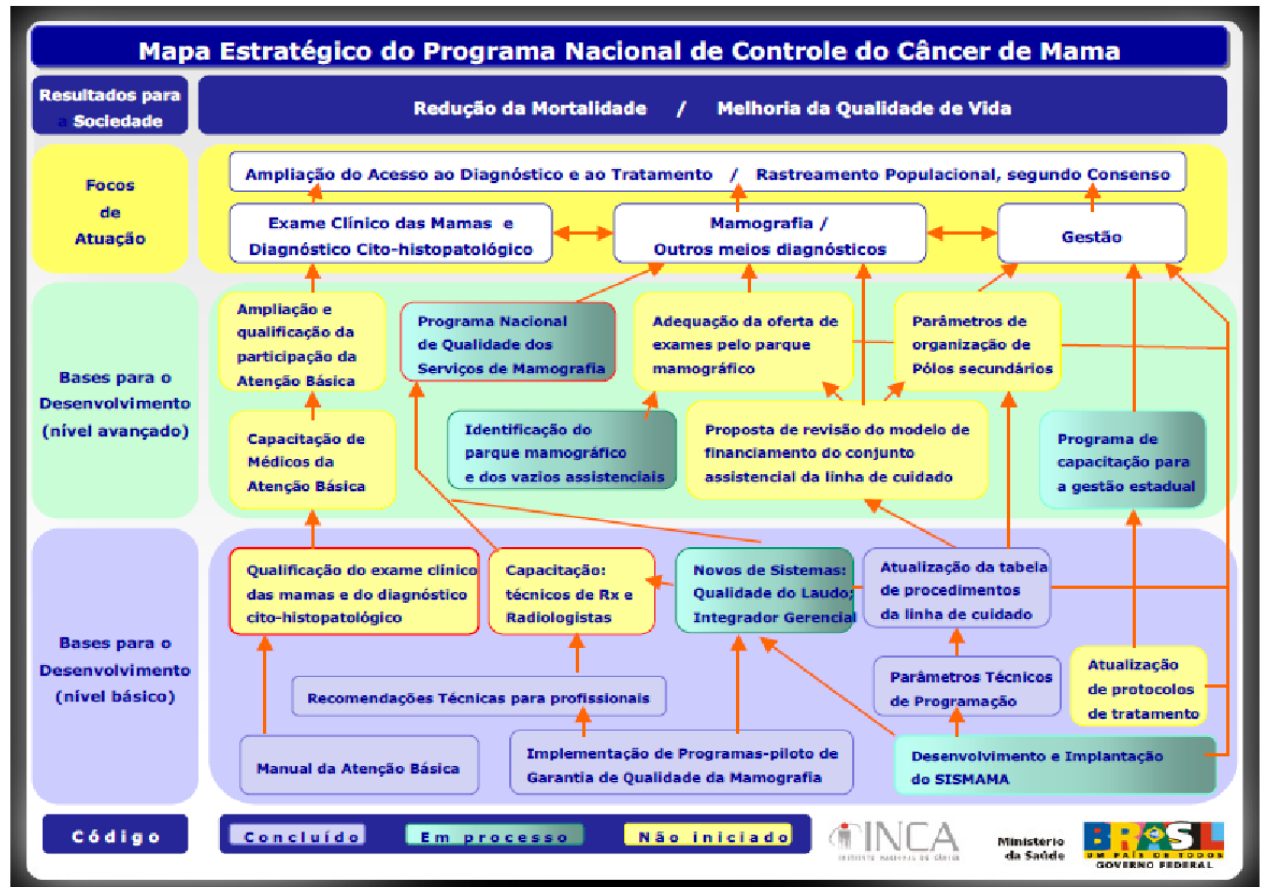 Mapa Estratégico do Programa Nacional de Controle do Câncer de Mama
Resultados para
a Sociedade
Redução da Mortalidade / Melhoria da Qualidade de Vida
Focos
de
Atuação
Ampliação do Acesso ao Diagnóstico e ao Tratamento / Rastreamento Populacional, segundo Consenso
Exame Clínico das Mamas e
Diagnóstico Cito-histopatológico
Mamografia /
Outros meios diagnósticos
Gestão
Bases para o
Desenvolvimento
(nível avançado)
Ampliação e
qualificação da
participação da
Atenção Básica
Programa Nacional
de Qualidade dos
Serviços de Mamografia
Adequação da oferta de
exames pelo parque
mamográfico
Parâmetros de
organização de
Pólos secundários
Capacitação de
Médicos da
Atenção Básica
Identificação do
parque mamográfico
e dos vazios assistenciais
Proposta de revisão do modelo de
financiamento do conjunto
assistencial da linha de cuidado
Programa de
capacitação para
a gestão estadual
Bases para o
Desenvolvimento
(nível básico)
Qualificação do exame clínico
das mamas e do diagnóstico
cito-histopatológico
Capacitação:
técnicos de Rx e
Radiologistas
Novos de Sistemas:
Qualidade do Laudo;
Integrador Gerencial
Atualização da tabela
de procedimentos
da linha de cuidado
Recomendações Técnicas para profissionais
Parâmetros Técnicos
de Programação
Atualização
de protocolos
de tratamento
Manual da Atenção Básica
Implementação de Programas-piloto de
Garantia de Qualidade da Mamografia
Desenvolvimento e Implantação
do SISMAMA
Código
Concluído
Em processo
Não iniciado
INCA
INSTITUTO NACIONAL DE CÂNCER
Ministério
da Saúde
BRASIL
UM PAÍS DE TODOS
GOVERNO FEDERAL